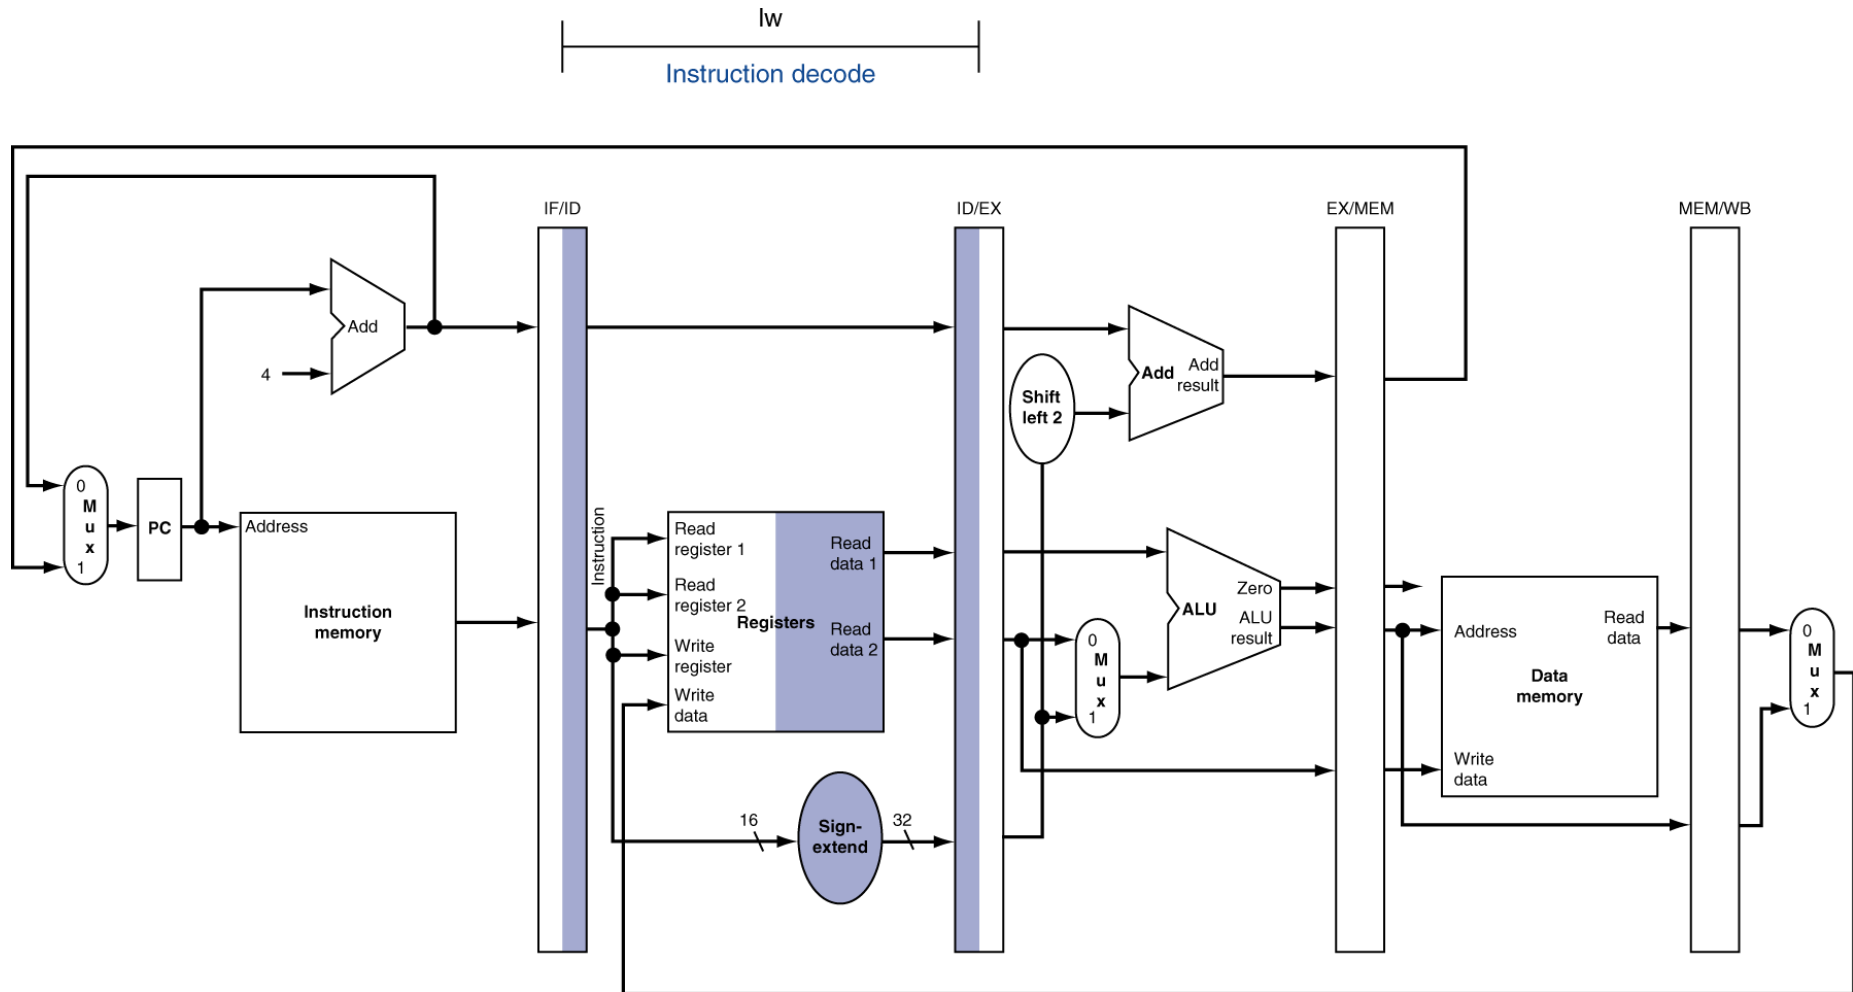 lw
Instruction decode
IF/ID
ID/EX
EX/MEM
MEM/WB
Add
4
Add
Add
result
Shift
left 2
0
M
u
x
1
PC
Address
Instruction
memory
Instruction
Read
register 1
Read
register 2
Write
register
Write
data
Registers
Read
data 1
Read
data 2
16
Sign-
extend
32
0
M
u
x
1
Zero
ALU
ALU
result
Address
Read
data
Data
memory
Write
data
0
M
u
x
1